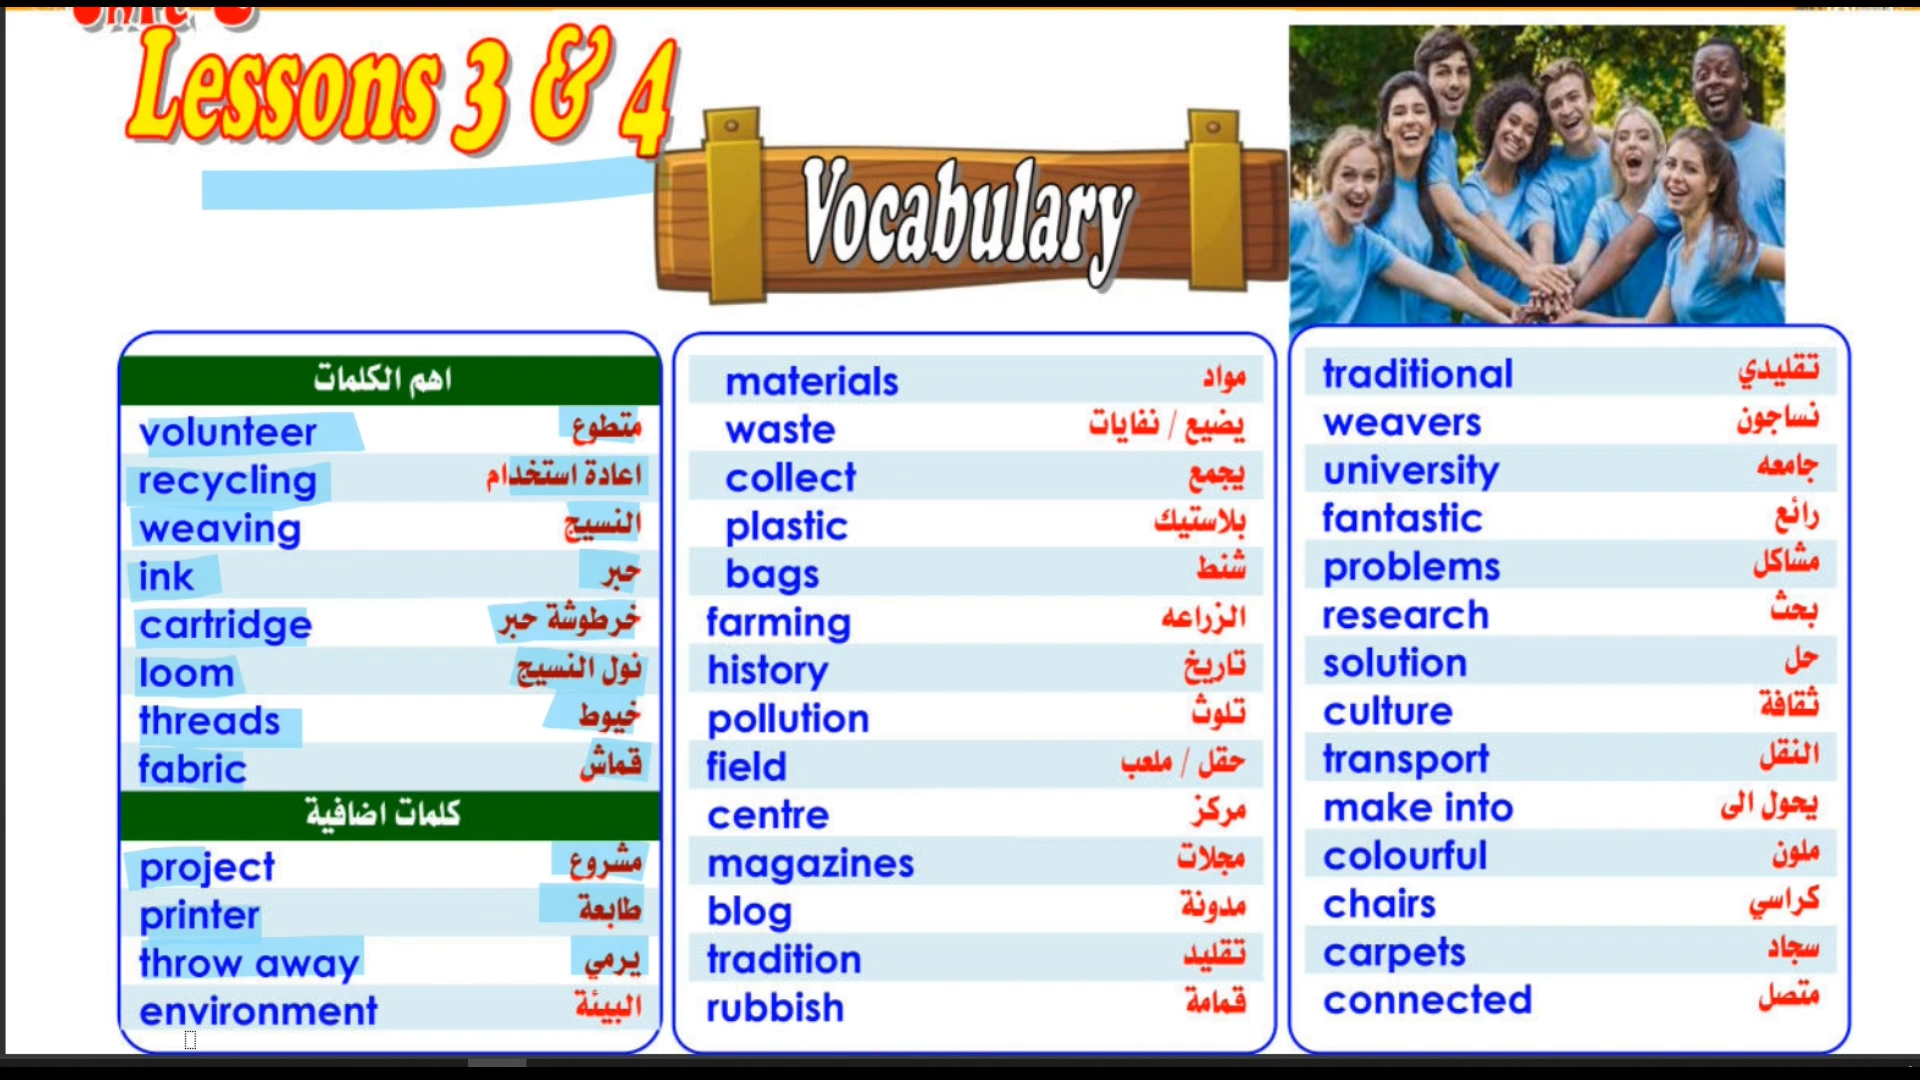 Lessons 3 & 4
Vocabulary
اهم الكلمات
volunteer متطوع
recycling اعادة استخدام
weaving النسيج
ink حبر
cartridge خرطوشة حبر
loom نول النسيج
threads خيوط
fabric قماش
كلمات اضافية
project مشروع
printer طابعة
throw away يرمي
environment البيئة
materials مواد
waste يضيع / نفايات
collect يجمع
plastic بلاستيك
bags شنط
farming الزراعه
history تاريخ
pollution تلوث
field حقل / ملعب
centre مركز
magazines مجلات
blog مدونة
tradition تقليد
rubbish قمامة
traditional تقليدي
weavers نساجون
university جامعه
fantastic رائع
problems مشاكل
research بحث
solution حل
culture ثقافة
transport النقل
make into يحول الى
colourful ملون
chairs كراسي
carpets سجاد
connected متصل